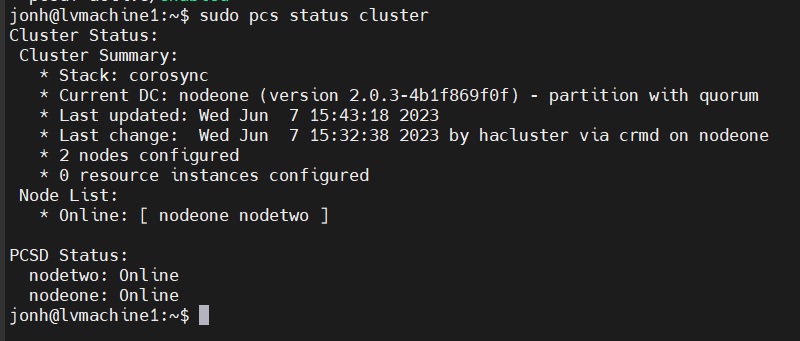 jonh@lvmachine1:~$ sudo pcs status cluster
Cluster Status:
 Cluster Summary:
   * Stack: corosync
   * Current DC: nodeone (version 2.0.3-4b1f869f0f) - partition with quorum
   * Last updated: Wed Jun  7 15:43:18 2023
   * Last change:  Wed Jun  7 15:32:38 2023 by hacluster via crmd on nodeone
   * 2 nodes configured
   * 0 resource instances configured
 Node List:
   * Online: [ nodeone nodetwo ]

PCSD Status:
  nodetwo: Online
  nodeone: Online
jonh@lvmachine1:~$